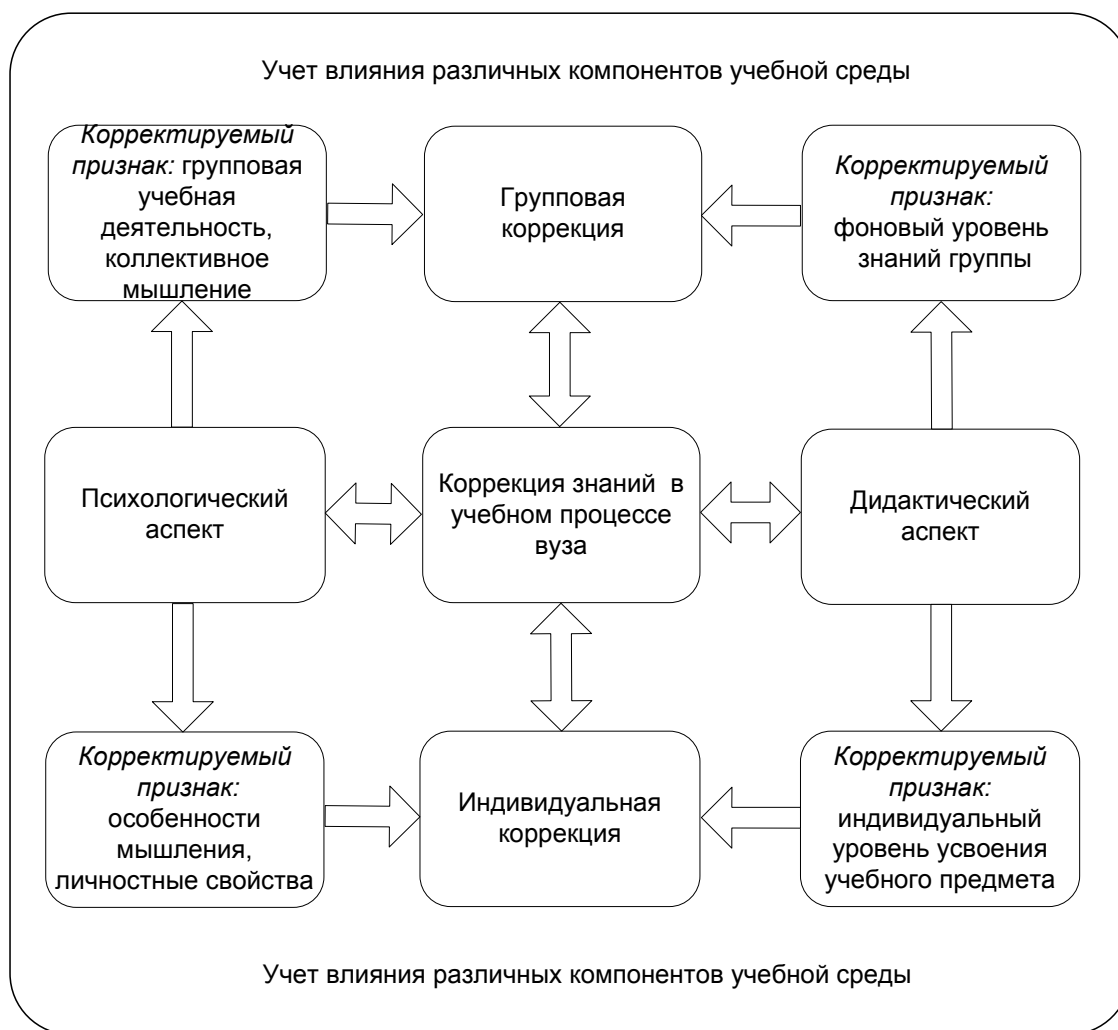 Учет влияния различных компонентов учебной среды
Корректируемый
признак: групповая
учебная
деятельность,
коллективное
мышление
Групповая
коррекция
Корректируемый
признак:
фоновый уровень
знаний группы
Психологический
аспект
Коррекция знаний в
учебном процессе
вуза
Дидактический
аспект
Корректируемый
признак:
особенности
мышления,
личностные свойства
Индивидуальная
коррекция
Корректируемый
признак:
индивидуальный
уровень усвоения
учебного предмета
Учет влияния различных компонентов учебной среды